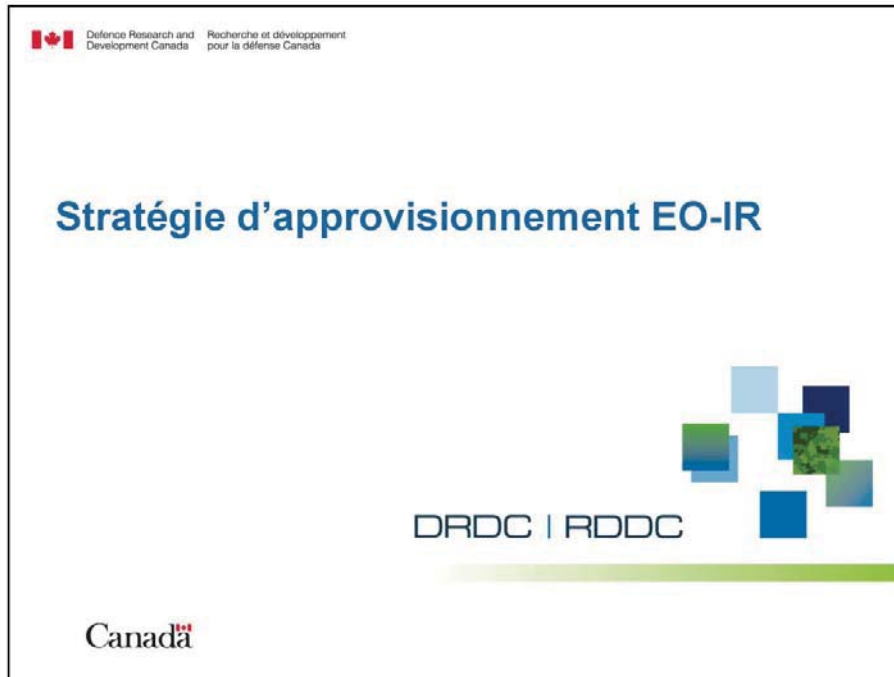 Defence Research and Development Canada
Recherche et développement pour la défense Canada
Stratégie d’approvisionnement EO-IR
DRDC | RDDC
Canada